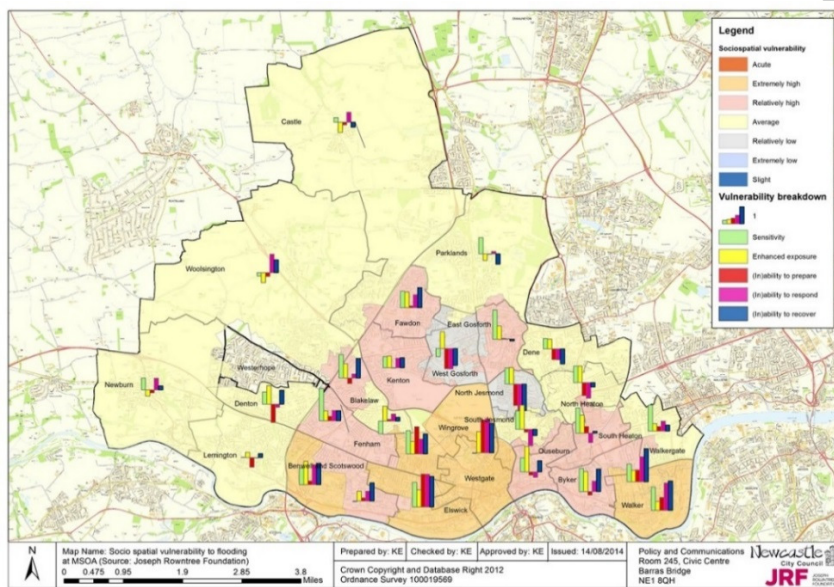 Legend
Sociospatial vulnerability
Acute
Extremely high
Relatively high
Average
Relatively low
Extremely low
Slight
Vulnerability breakdown
1
Sensitivity
Enhanced exposure
(In)ability to prepare
(In)ability to respond
(In)ability to recover
Castle
Woolsington
Parklands
Fawdon
East Gosforth
Dene
Westerhope
Kenton
West Gosforth
Newburn
Denton
Blakelaw
North Jesmond
North Heaton
South Jesmond
Wingrove
Lemington
Fenham
Ouseburn
South Heaton
Walkergate
Benwell and Scotswood
Westgate
Byker
Walker
Elswick
N
Map Name: Socio spatial vulnerability to flooding
at MSOA (Source: Joseph Rowntree Foundation)
0 0.475 0.95 1.9 2.85 3.8
Miles
Prepared by: KE
Checked by: KE
Approved by: KE
Issued: 14/08/2014
Crown Copyright and Database Right 2012
Ordnance Survey 100019569
Policy and Communications
Room 245, Civic Centre
Barras Bridge
NE1 8QH
Newcastle
City Council
JRF